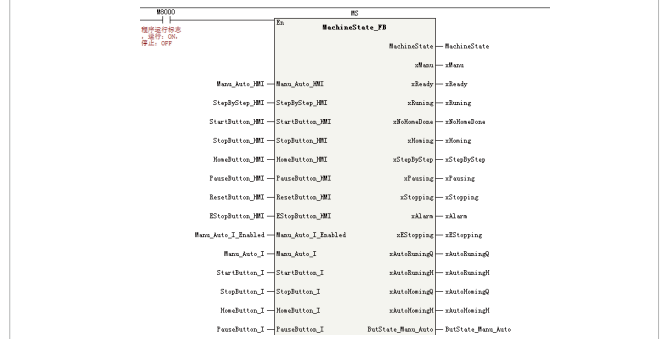 M8000
MS
程序运行标志
，运行：ON，
停止：OFF
En
MachineState_FB
MachineState MachineState
xManu xManu
Manu_Auto_HMI Manu_Auto_HMI xReady xReady
StepByStep_HMI StepByStep_HMI xRuning xRuning
StartButton_HMI StartButton_HMI xNoHomeDone xNoHomeDone
StopButton_HMI StopButton_HMI xHoming xHoming
HomeButton_HMI HomeButton_HMI xStepByStep xStepByStep
PauseButton_HMI PauseButton_HMI xPausing xPausing
ResetButton_HMI ResetButton_HMI xStopping xStopping
EStopButton_HMI EStopButton_HMI xAlarm xAlarm
Manu_Auto_I_Enabled Manu_Auto_I_Enabled xEStopping xEStopping
Manu_Auto_I Manu_Auto_I xAutoRuningQ xAutoRuningQ
StartButton_I StartButton_I xAutoRuningH xAutoRuningH
StopButton_I StopButton_I xAutoHomingQ xAutoHomingQ
HomeButton_I HomeButton_I xAutoHomingH xAutoHomingH
PauseButton_I PauseButton_I ButState_Manu_Auto ButState_Manu_Auto